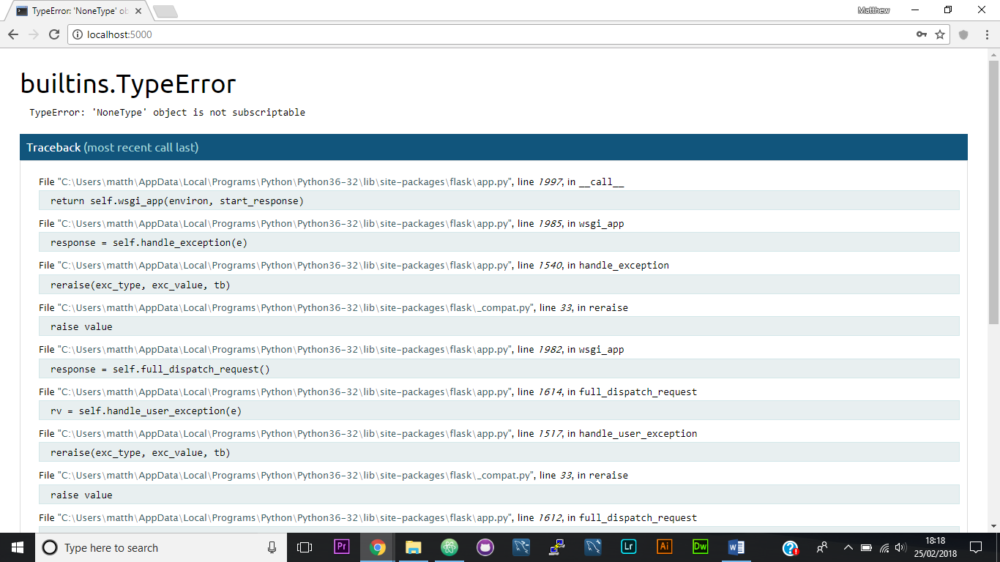 TypeError: 'NoneType' ob
Matthew
localhost:5000
builtins.TypeError
TypeError: 'NoneType' object is not subscriptable
Traceback (most recent call last)
File "C:\Users\matth\AppData\Local\Programs\Python\Python36-32\lib\site-packages\flask\app.py", line 1997, in __call__
return self.wsgi_app(environ, start_response)
File "C:\Users\matth\AppData\Local\Programs\Python\Python36-32\lib\site-packages\flask\app.py", line 1985, in wsgi_app
response = self.handle_exception(e)
File "C:\Users\matth\AppData\Local\Programs\Python\Python36-32\lib\site-packages\flask\app.py", line 1540, in handle_exception
reraise(exc_type, exc_value, tb)
File "C:\Users\matth\AppData\Local\Programs\Python\Python36-32\lib\site-packages\flask\_compat.py", line 33, in reraise
raise value
File "C:\Users\matth\AppData\Local\Programs\Python\Python36-32\lib\site-packages\flask\app.py", line 1982, in wsgi_app
response = self.full_dispatch_request()
File "C:\Users\matth\AppData\Local\Programs\Python\Python36-32\lib\site-packages\flask\app.py", line 1614, in full_dispatch_request
rv = self.handle_user_exception(e)
File "C:\Users\matth\AppData\Local\Programs\Python\Python36-32\lib\site-packages\flask\app.py", line 1517, in handle_user_exception
reraise(exc_type, exc_value, tb)
File "C:\Users\matth\AppData\Local\Programs\Python\Python36-32\lib\site-packages\flask\_compat.py", line 33, in reraise
raise value
File "C:\Users\matth\AppData\Local\Programs\Python\Python36-32\lib\site-packages\flask\app.py", line 1612, in full_dispatch_request
Type here to search
Pr
Lr
Ai
Dw
18:18
25/02/2018